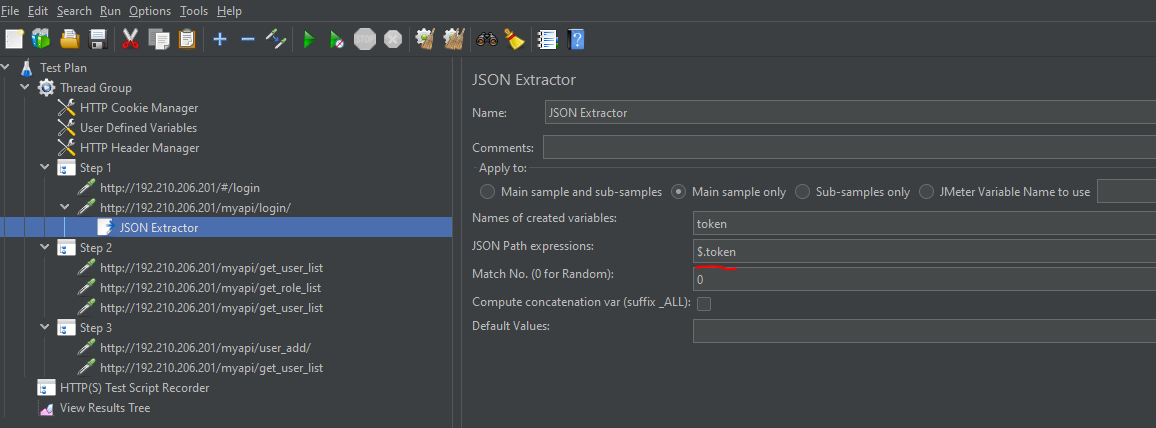 File Edit Search Run Options Tools Help
Test Plan
Thread Group
HTTP Cookie Manager
User Defined Variables
HTTP Header Manager
Step 1
http://192.210.206.201/#/login
http://192.210.206.201/myapi/login/
JSON Extractor
Step 2
http://192.210.206.201/myapi/get_user_list
http://192.210.206.201/myapi/get_role_list
http://192.210.206.201/myapi/get_user_list
Step 3
http://192.210.206.201/myapi/user_add/
http://192.210.206.201/myapi/get_user_list
HTTP(S) Test Script Recorder
View Results Tree
JSON Extractor
Name: JSON Extractor
Comments:
Apply to:
Main sample and sub-samples Main sample only Sub-samples only JMeter Variable Name to use
Names of created variables: token
JSON Path expressions: $.token
Match No. (0 for Random): 0
Compute concatenation var (suffix _ALL):
Default Values: